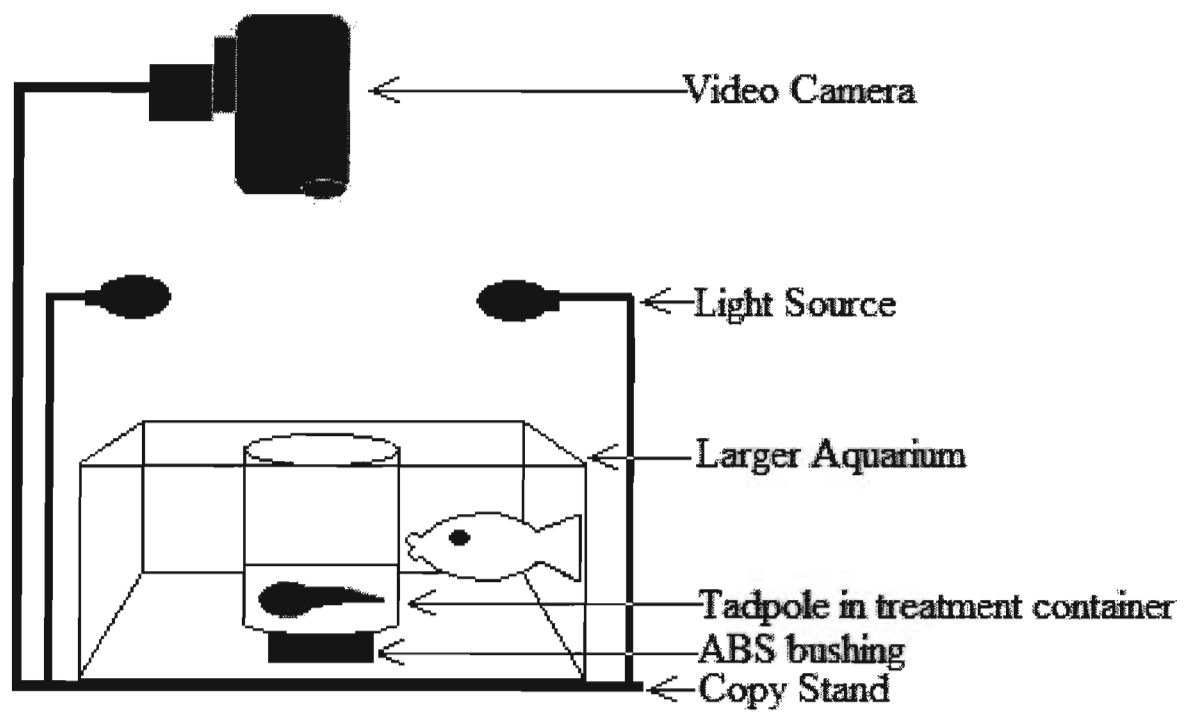 Video Camera
Light Source
Larger Aquarium
Tadpole in treatment container
ABS bushing
Copy Stand